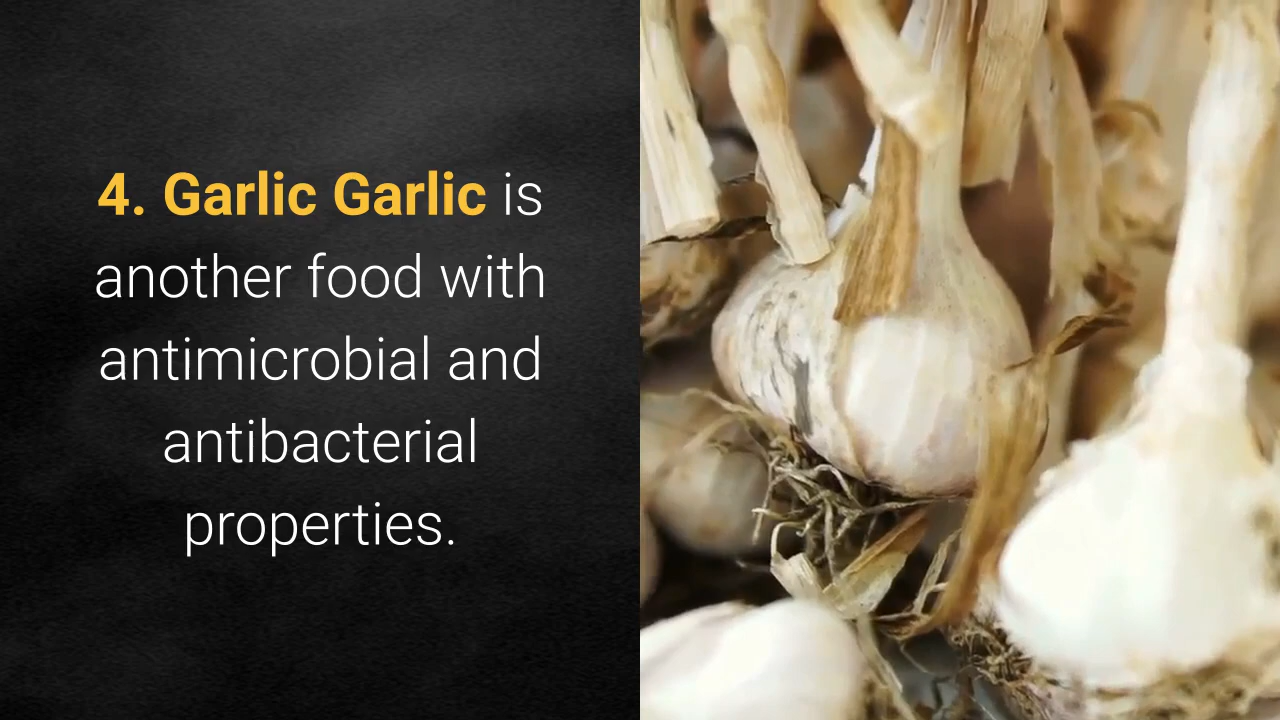 4. Garlic Garlic is
another food with
antimicrobial and
antibacterial
properties.